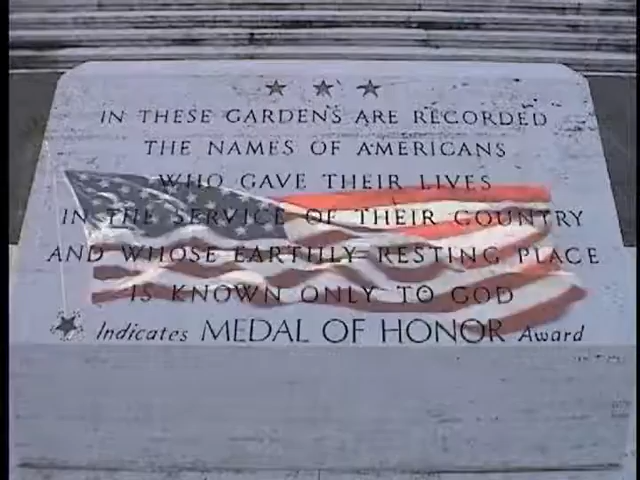 IN THESE GARDENS ARE RECORDED
THE NAMES OF AMERICANS
WHO GAVE THEIR LIVES
IN THE SERVICE OF THEIR COUNTRY
AND WHOSE EARTHLY RESTING PLACE
IS KNOWN ONLY TO GOD
Indicates MEDAL OF HONOR Award